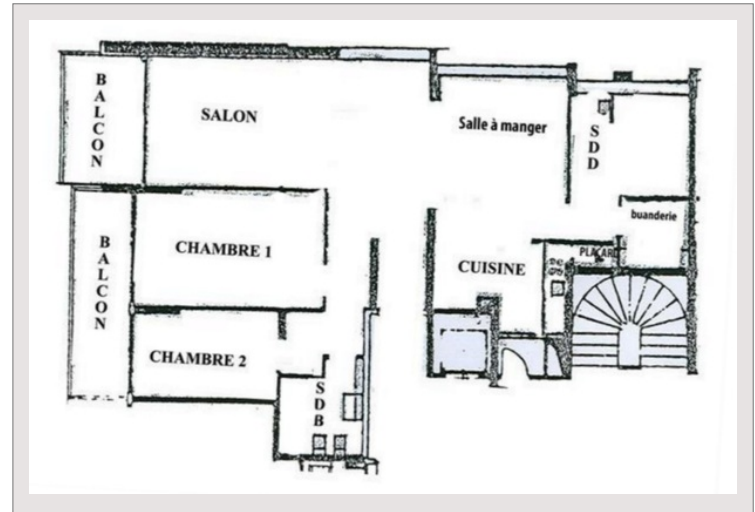 BALCON
SALON
Salle à manger
SDD
buanderie
BALCON
CHAMBRE 1
PLACARD
CUISINE
CHAMBRE 2
SDB